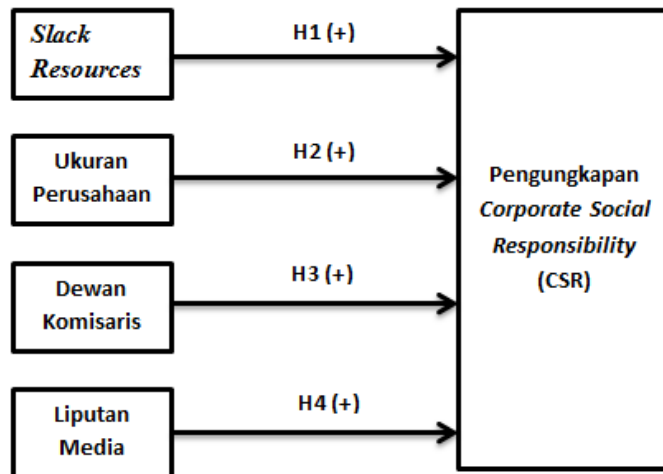 Slack
Resources
H1 (+)
Ukuran
Perusahaan
H2 (+)
Dewan
Komisaris
H3 (+)
Liputan
Media
H4 (+)
Pengungkapan
Corporate Social
Responsibility
(CSR)